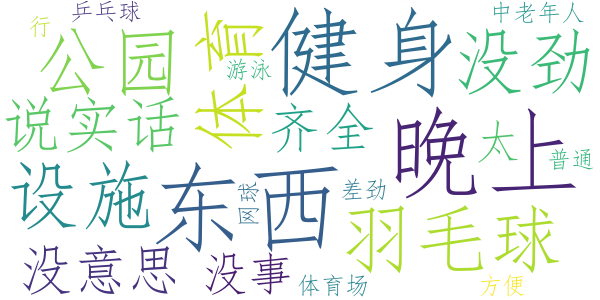 行
乒乓球
公园
体育
健身
中老年人
没劲
游泳
说实话
齐全
晚上
太
普通
设施
东西
网球
差劲
羽毛球
没意思
没事
体育场
方便